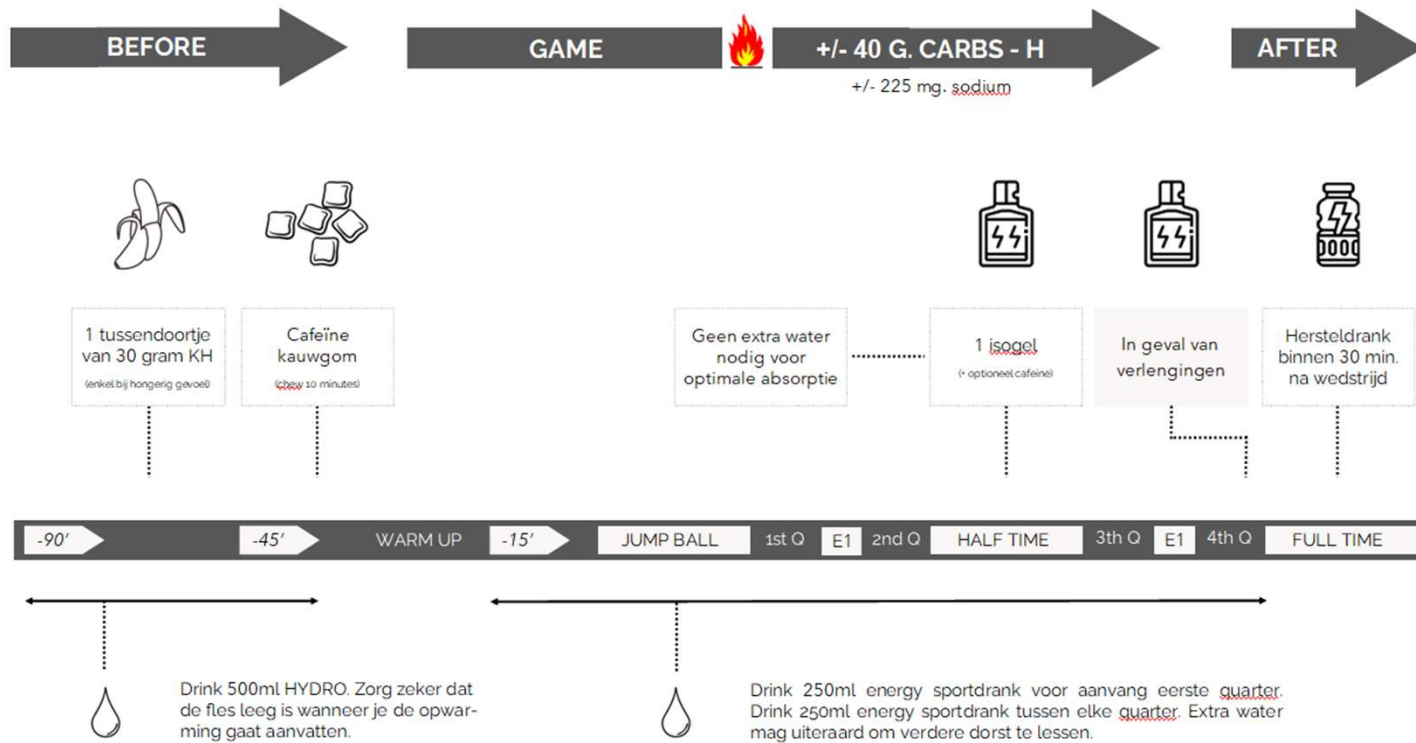 BEFORE
GAME
+/- 40 G. CARBS - H
AFTER
+/- 225 mg. sodium
1 tussendoortje
van 30 gram KH
(enkel bij hongerig gevoel)
Cafeïne
kauwgom
(chew 10 minutes)
Geen extra water
nodig voor
optimale absorptie
1 isogel
(+ optioneel cafeine)
In geval van
verlengingen
Hersteldrank
binnen 30 min.
na wedstrijd
-90'
-45'
WARM UP
-15'
JUMP BALL
1st Q
E1
2nd Q
HALF TIME
3th Q
E1
4th Q
FULL TIME
Drink 500ml HYDRO. Zorg zeker dat
de fles leeg is wanneer je de opwar-
ming gaat aanvatten.
Drink 250ml energy sportdrank voor aanvang eerste quarter.
Drink 250ml energy sportdrank tussen elke quarter. Extra water
mag uiteraard om verdere dorst te lessen.